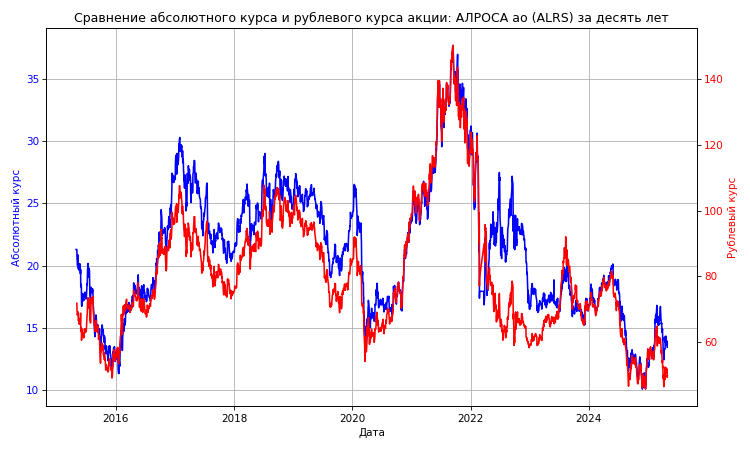 Сравнение абсолютного курса и рублевого курса акции: АЛРОСА ао (ALRS) за десять лет
Абсолютный курс
35
30
25
20
15
10
140
120
100
80
60
Рублевый курс
2016 2018 2020 2022 2024
Дата